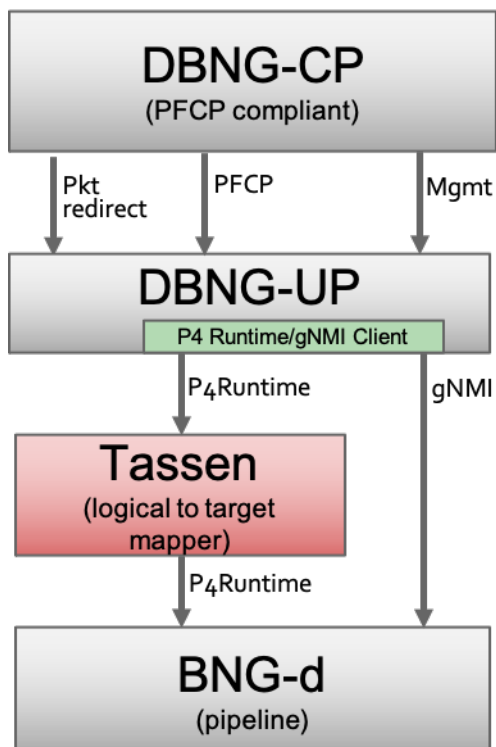 DBNG-CP
(PFCP compliant)
Pkt
redirect
PFCP
Mgmt
DBNG-UP
P4 Runtime/gNMI Client
P4Runtime
gNMI
Tassen
(logical to target
mapper)
P4Runtime
BNG-d
(pipeline)